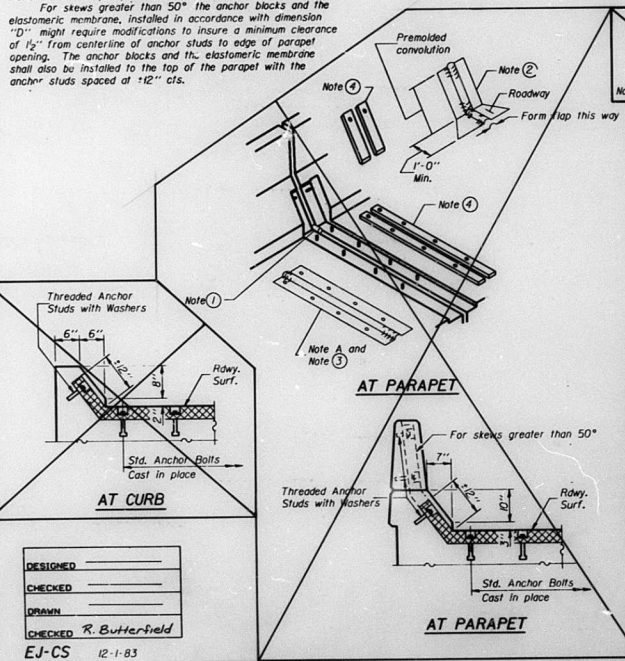 For skews greater than 50° the anchor blocks and the
elastomeric membrane, installed in accordance with dimension
"D" might require modifications to insure a minimum clearance
of 1½" from centerline of anchor studs to edge of parapet
opening. The anchor blocks and the elastomeric membrane
shall also be installed to the top of the parapet with the
anchor studs spaced at ±12" cts.
Premolded
convolution
Note ②
Roadway
Form flap this way
Note ④
1'-0"
Min.
Note ④
Note ①
Note A and
Note ③
AT PARAPET
Threaded Anchor
Studs with Washers
6" 6"
±12"
8"
Rdwy.
Surf.
2"
Std. Anchor Bolts
Cast in place
AT CURB
For skews greater than 50°
7"
Threaded Anchor
Studs with Washers
±12"
10"
Rdwy.
Surf.
3"
Std. Anchor Bolts
Cast in place
AT PARAPET
DESIGNED
CHECKED
DRAWN
CHECKED R. Butterfield
EJ-CS 12-1-83